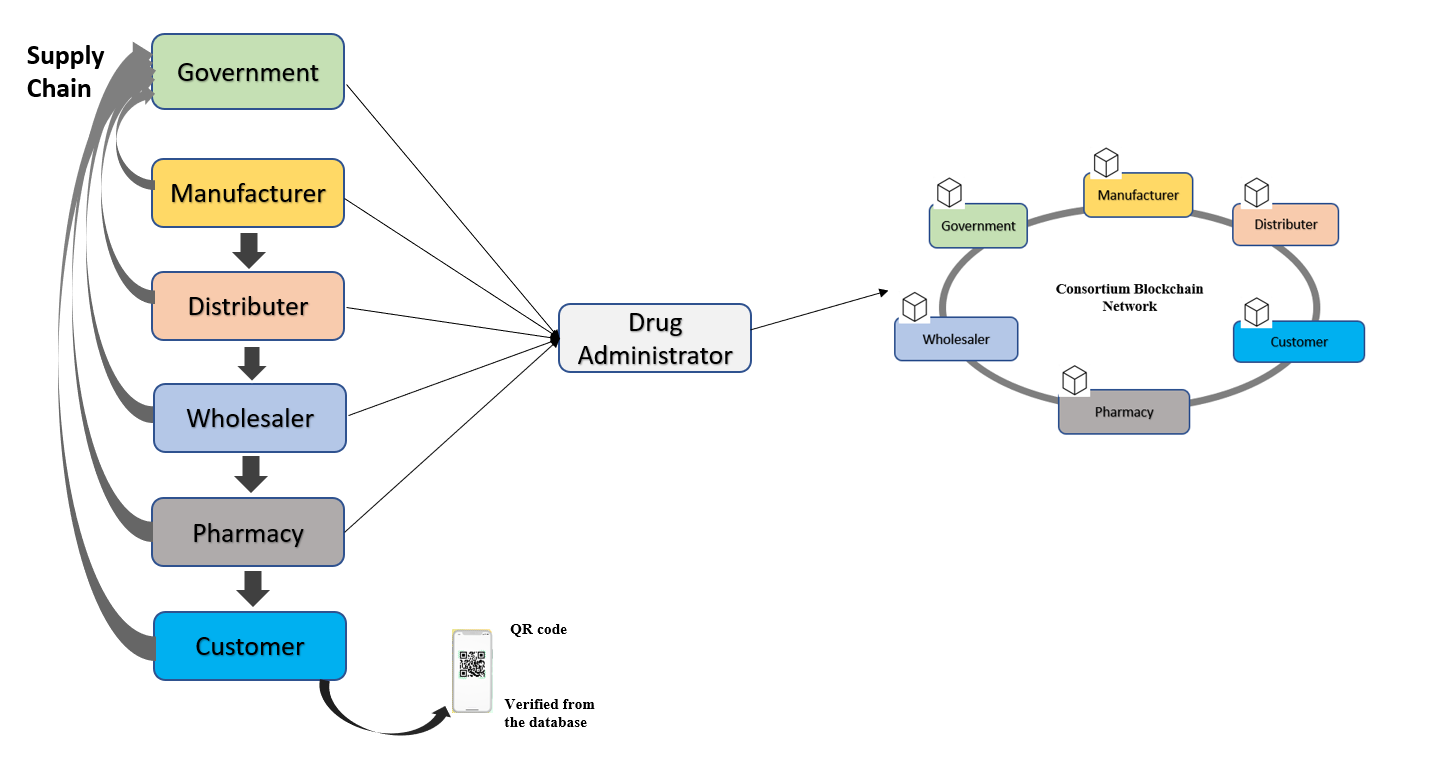 Supply
Chain
Government
Manufacturer
Distributer
Wholesaler
Pharmacy
Customer
QR code
Verified from
the database
Drug
Administrator
Manufacturer
Government
Distributer
Consortium Blockchain
Network
Wholesaler
Customer
Pharmacy